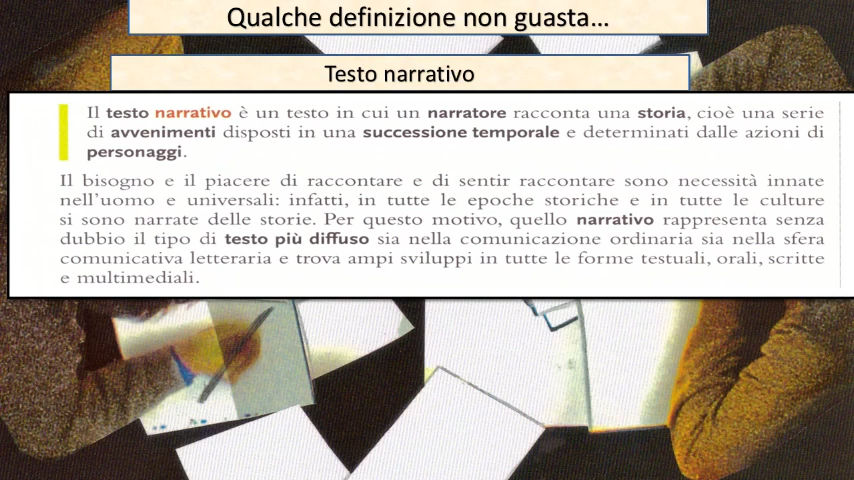 Qualche definizione non guasta…
Testo narrativo
Il testo narrativo è un testo in cui un narratore racconta una storia, cioè una serie
di avvenimenti disposti in una successione temporale e determinati dalle azioni di
personaggi.
Il bisogno e il piacere di raccontare e di sentir raccontare sono necessità innate
nell'uomo e universali: infatti, in tutte le epoche storiche e in tutte le culture
si sono narrate delle storie. Per questo motivo, quello narrativo rappresenta senza
dubbio il tipo di testo più diffuso sia nella comunicazione ordinaria sia nella sfera
comunicativa letteraria e trova ampi sviluppi in tutte le forme testuali, orali, scritte
e multimediali.